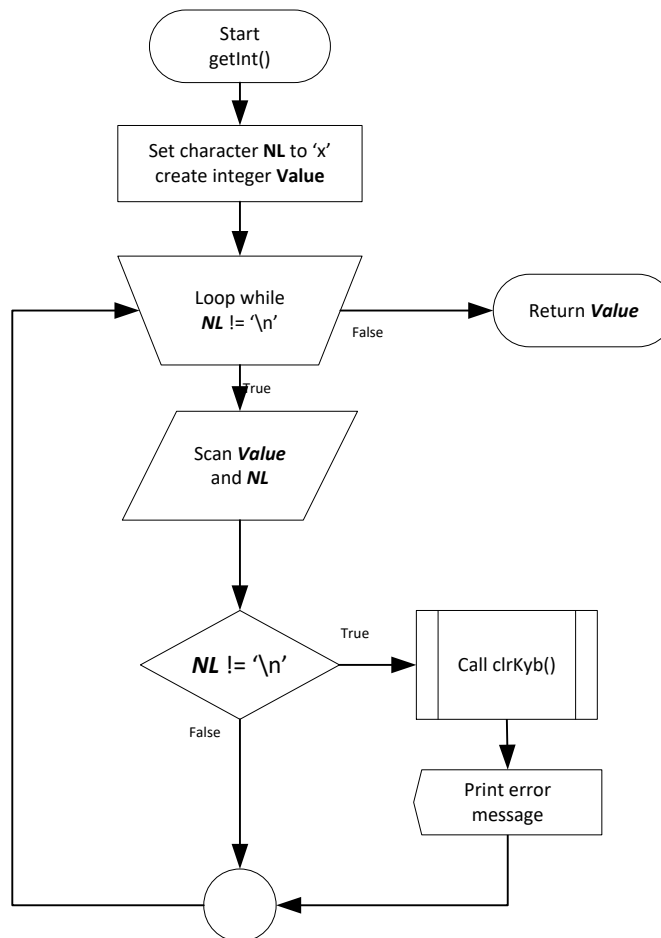 Start
getInt()
Set character NL to ‘x’
create integer Value
Loop while
NL != ‘\n’
False
Return Value
True
Scan Value
and NL
NL != ‘\n’
True
Call clrKyb()
False
Print error
message